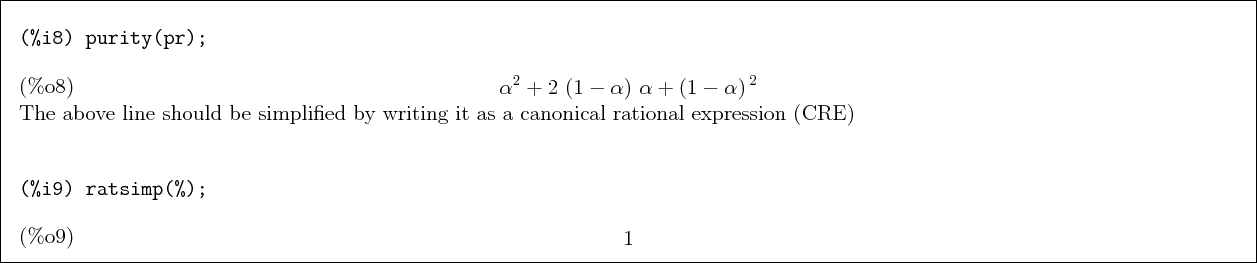 (%i8) purity(pr);
(%o8) α² + 2 (1 − α) α + (1 − α)²
The above line should be simplified by writing it as a canonical rational expression (CRE)
(%i9) ratsimp(%);
(%o9) 1